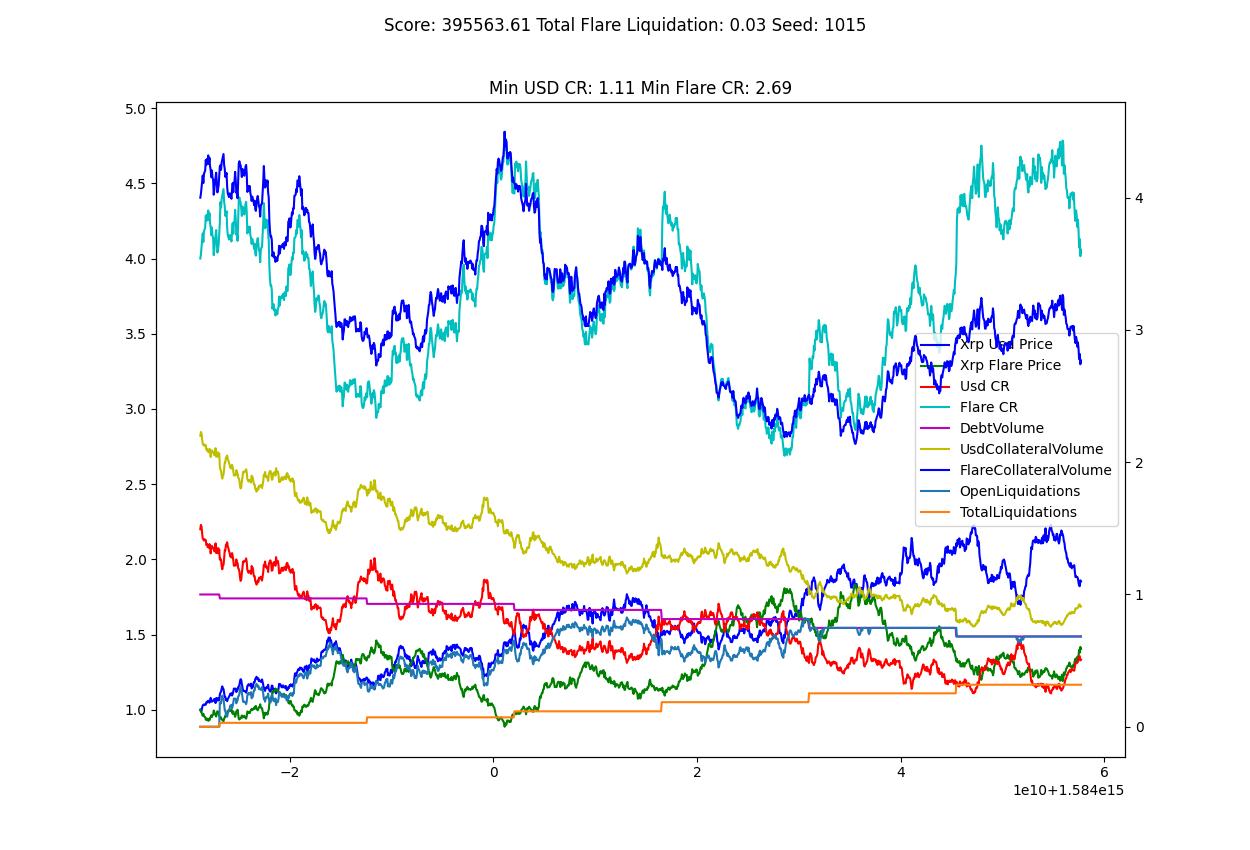 Score: 395563.61 Total Flare Liquidation: 0.03 Seed: 1015
Min USD CR: 1.11 Min Flare CR: 2.69
5.0
4.5
4.0
3.5
3.0
2.5
2.0
1.5
1.0
4
3
2
1
0
Xrp Usd Price
Xrp Flare Price
Usd CR
Flare CR
DebtVolume
UsdCollateralVolume
FlareCollateralVolume
OpenLiquidations
TotalLiquidations
−2 0 2 4 6
1e10+1.584e15